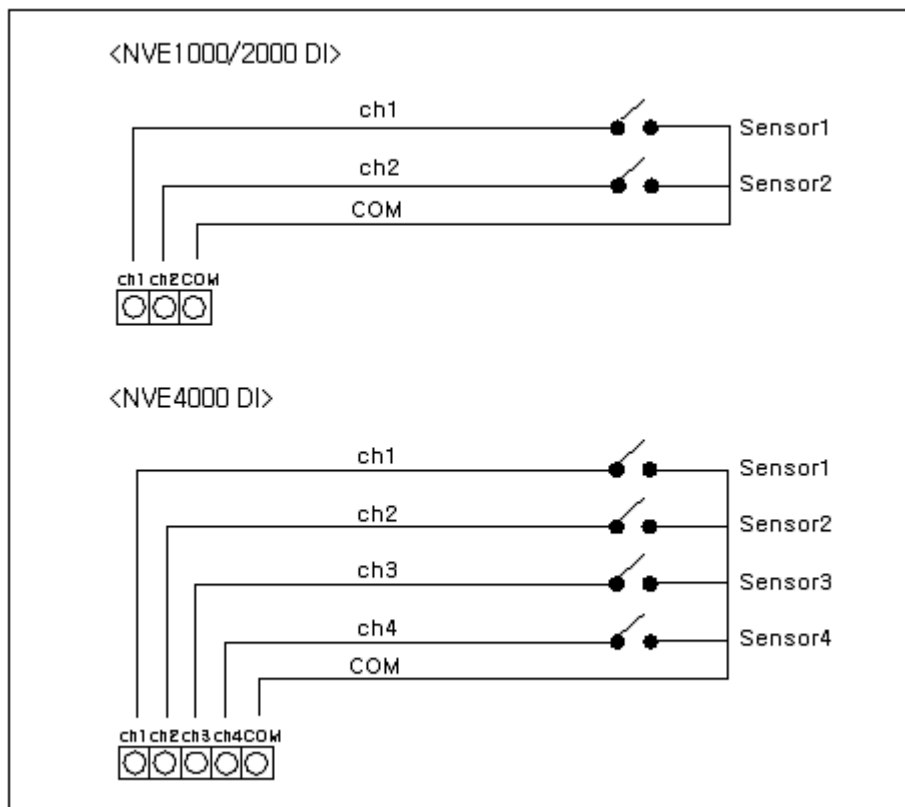 <NVE1000/2000 DI>
ch1
Sensor1
ch2
Sensor2
COM
ch1 ch2 COM
<NVE4000 DI>
ch1
Sensor1
ch2
Sensor2
ch3
Sensor3
ch4
Sensor4
COM
ch1 ch2 ch3 ch4 COM